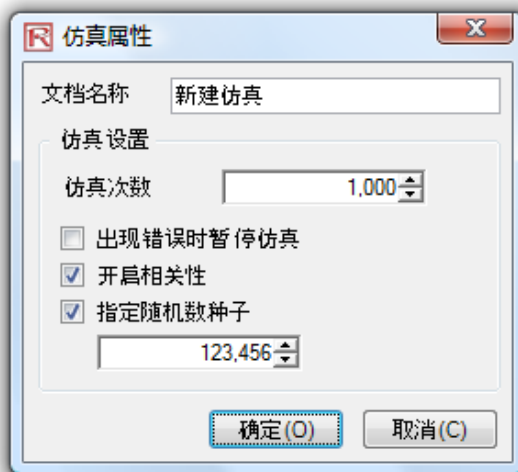 仿真属性
文档名称 新建仿真
仿真设置
仿真次数 1,000
出现错误时暂停仿真
开启相关性
指定随机数种子
123,456
确定(O) 取消(C)